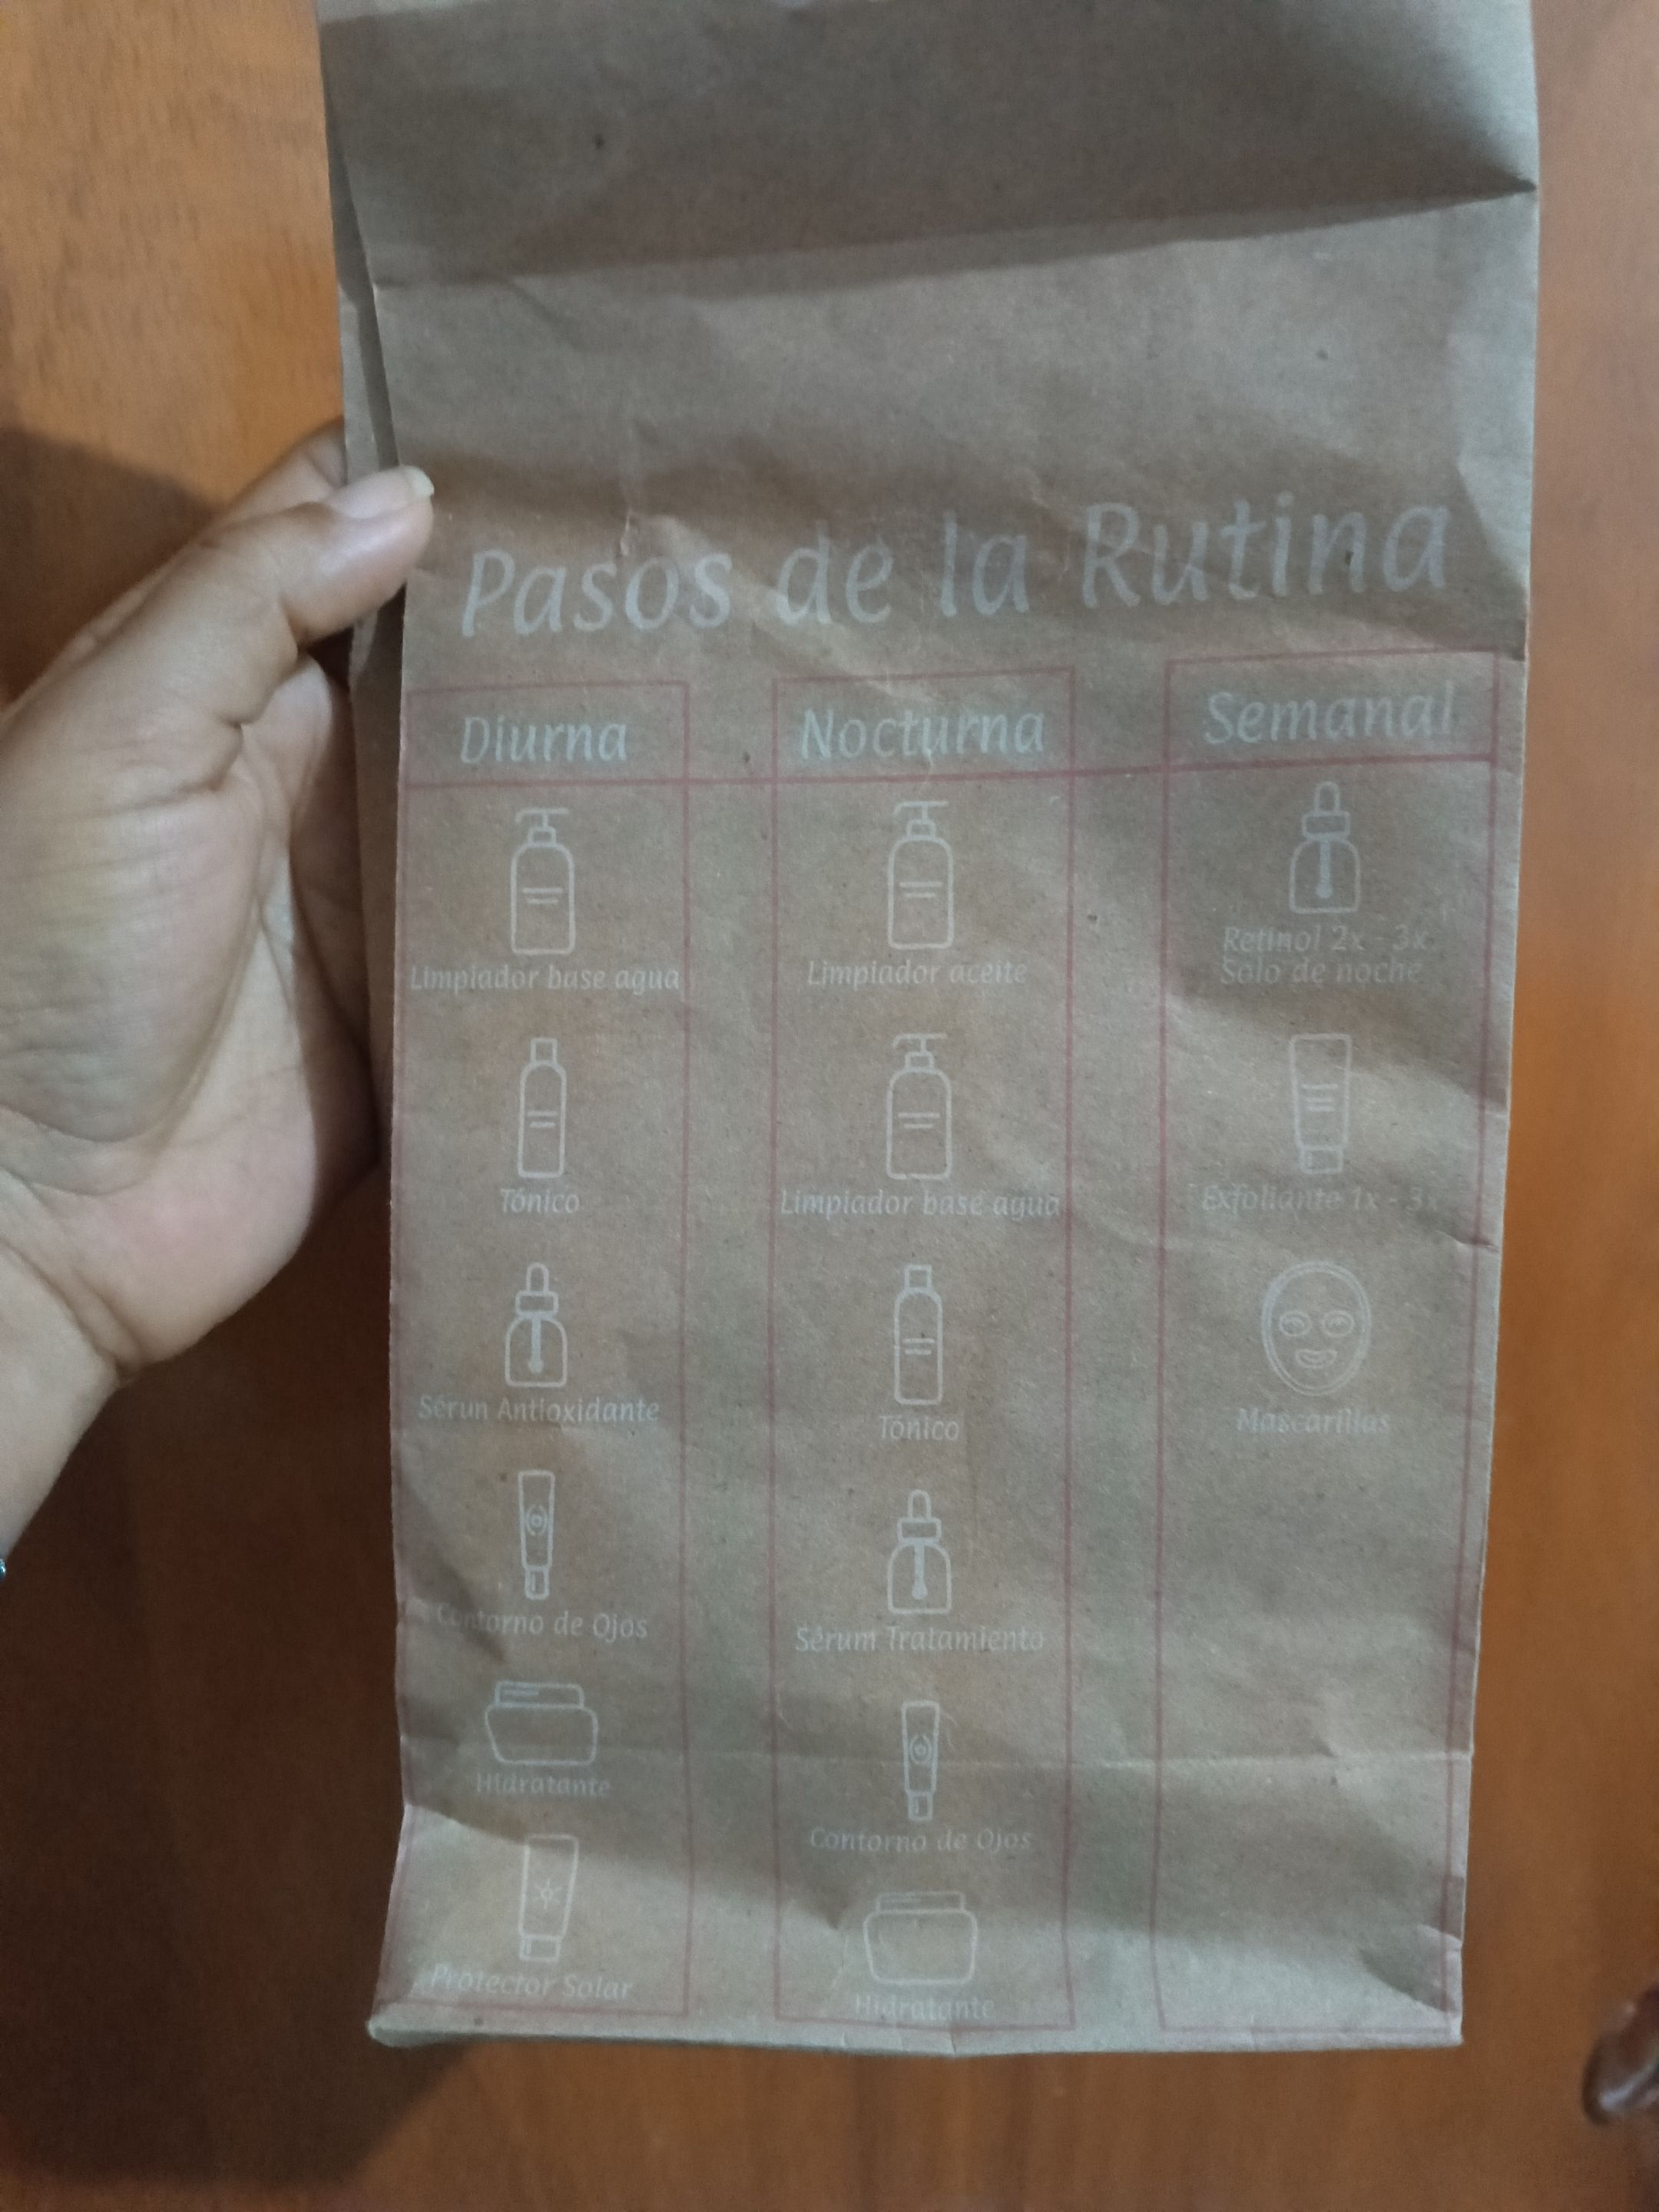 Pasos de la Rutina
Diurna
Limpiador base agua
Tónico
Sérun Antioxidante
Contorno de Ojos
Hidratante
Protector Solar
Nocturna
Limpiador aceite
Limpiador base agua
Tónico
Sérum Tratamiento
Contorno de Ojos
Hidratante
Semanal
Retinol 2x - 3x
Solo de noche
Exfoliante 1x - 3x
Mascarillas